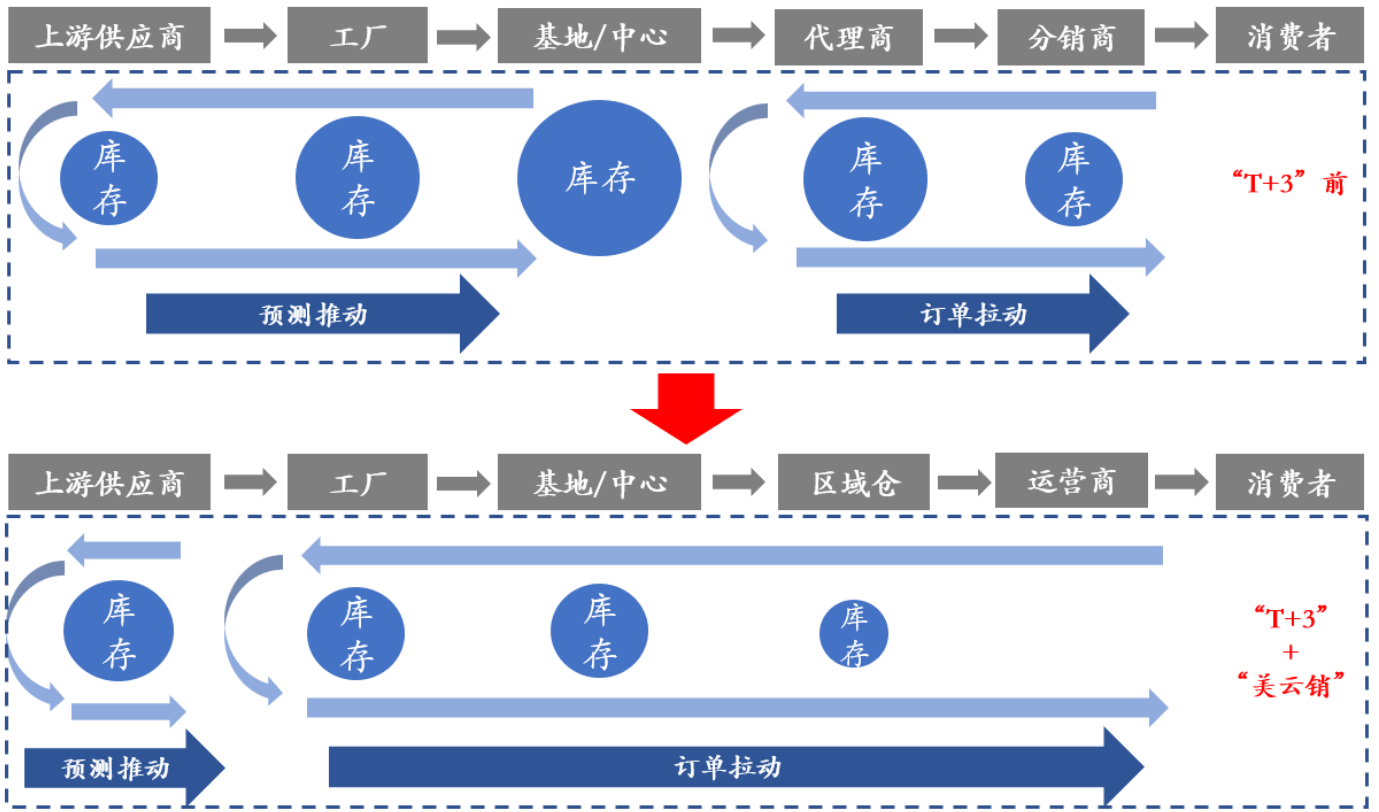 上游供应商
工厂
基地/中心
代理商
分销商
消费者
库
存
库
存
库存
库
存
库
存
“T+3”前
预测推动
订单拉动
上游供应商
工厂
基地/中心
区域仓
运营商
消费者
库
存
库
存
库
存
库
存
“T+3”
+
“美云销”
预测推动
订单拉动